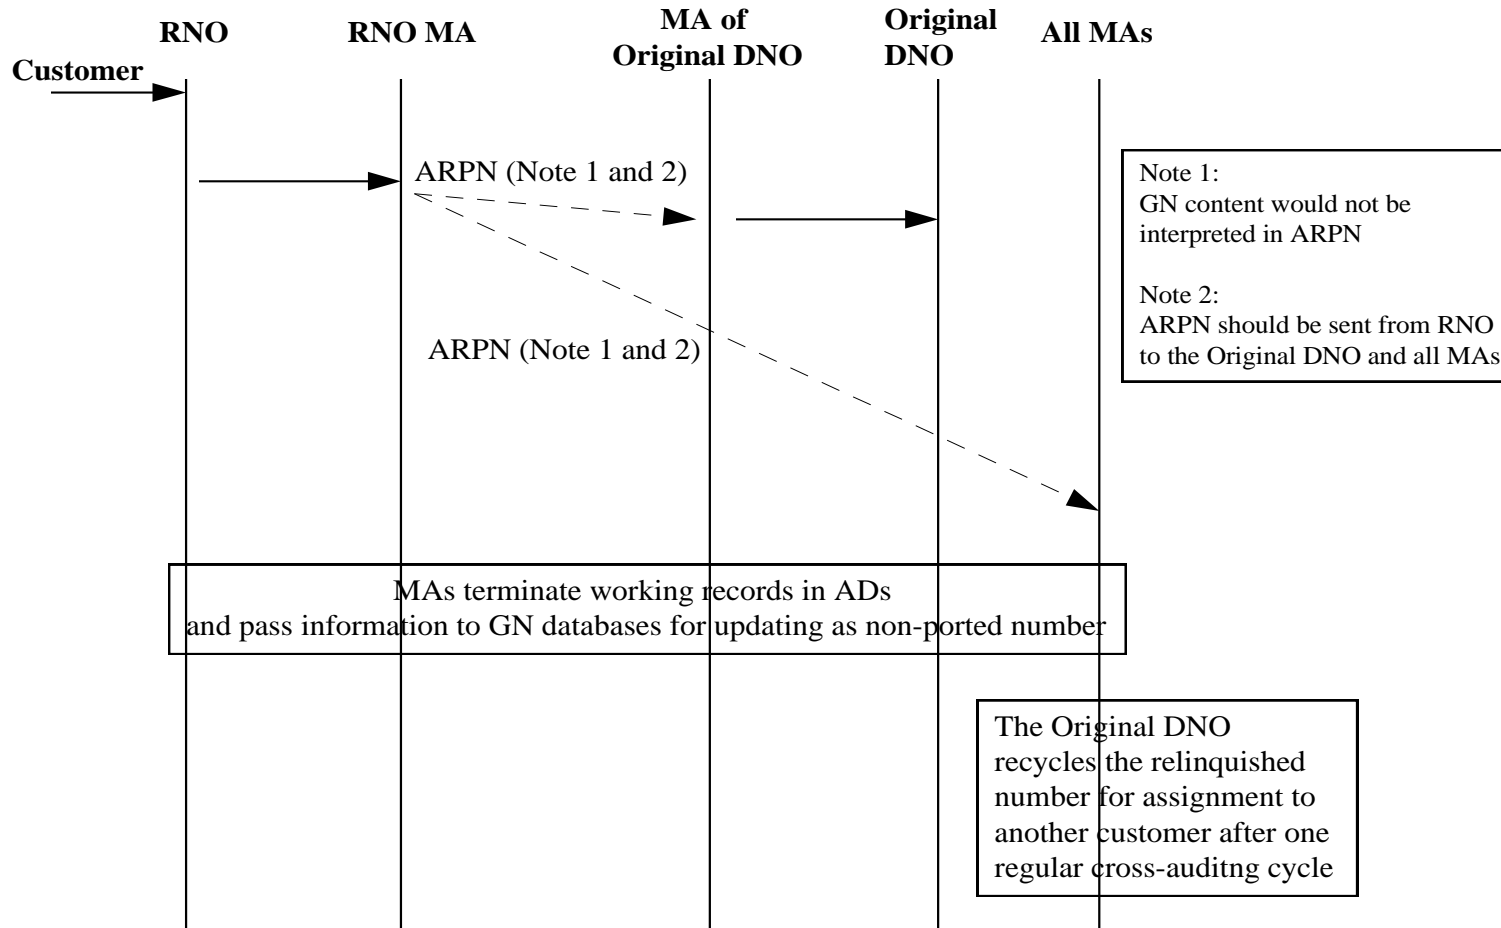 RNO
RNO MA
MA of
Original DNO
Original
DNO
All MAs
Customer
ARPN (Note 1 and 2)
Note 1:
GN content would not be
interpreted in ARPN
Note 2:
ARPN should be sent from RNO
to the Original DNO and all MAs
ARPN (Note 1 and 2)
MAs terminate working records in ADs
and pass information to GN databases for updating as non-ported number
The Original DNO
recycles the relinquished
number for assignment to
another customer after one
regular cross-auditng cycle